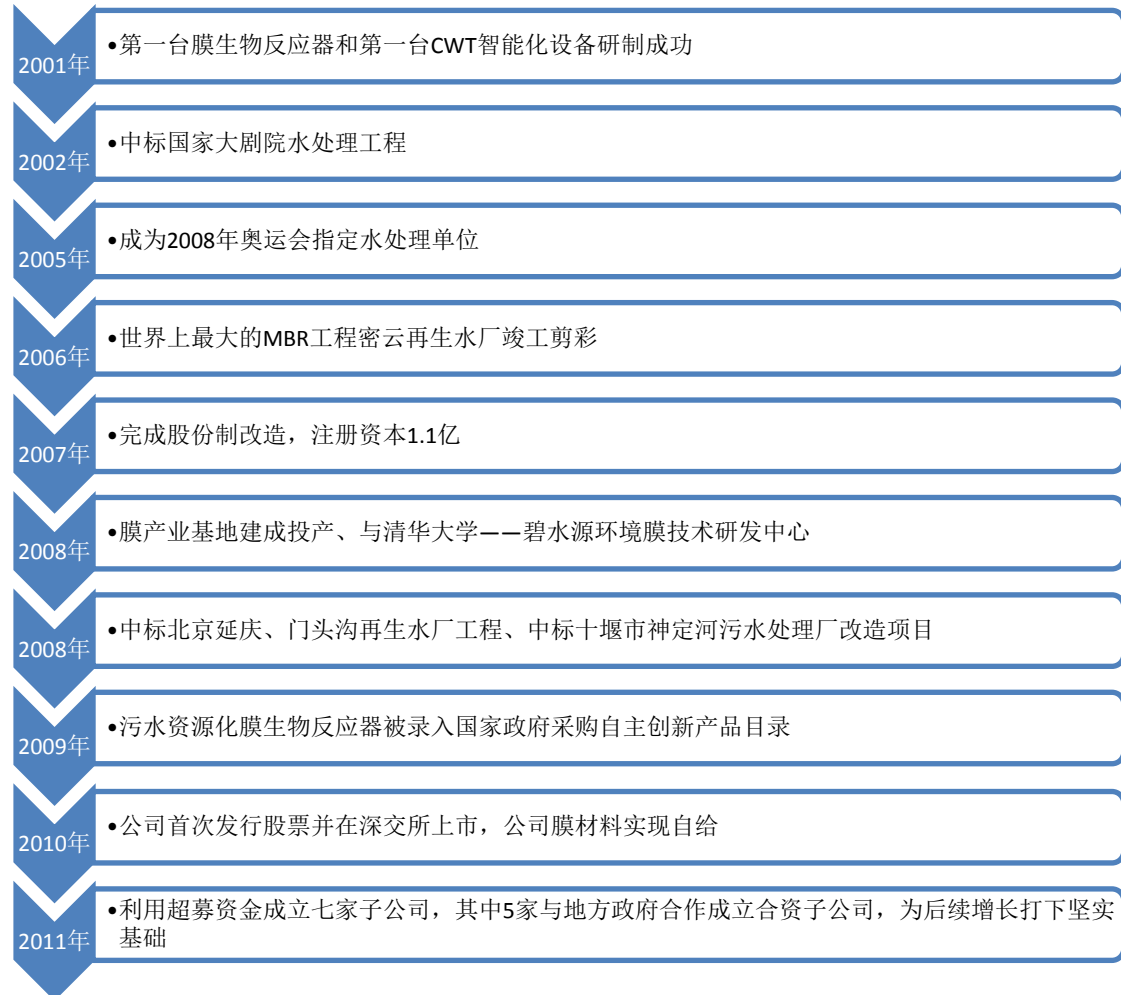 2001年
•第一台膜生物反应器和第一台CWT智能化设备研制成功
2002年
•中标国家大剧院水处理工程
2005年
•成为2008年奥运会指定水处理单位
2006年
•世界上最大的MBR工程密云再生水厂竣工剪彩
2007年
•完成股份制改造，注册资本1.1亿
2008年
•膜产业基地建成投产、与清华大学——碧水源环境膜技术研发中心
2008年
•中标北京延庆、门头沟再生水厂工程、中标十堰市神定河污水处理厂改造项目
2009年
•污水资源化膜生物反应器被录入国家政府采购自主创新产品目录
2010年
•公司首次发行股票并在深交所上市，公司膜材料实现自给
2011年
•利用超募资金成立七家子公司，其中5家与地方政府合作成立合资子公司，为后续增长打下坚实
基础